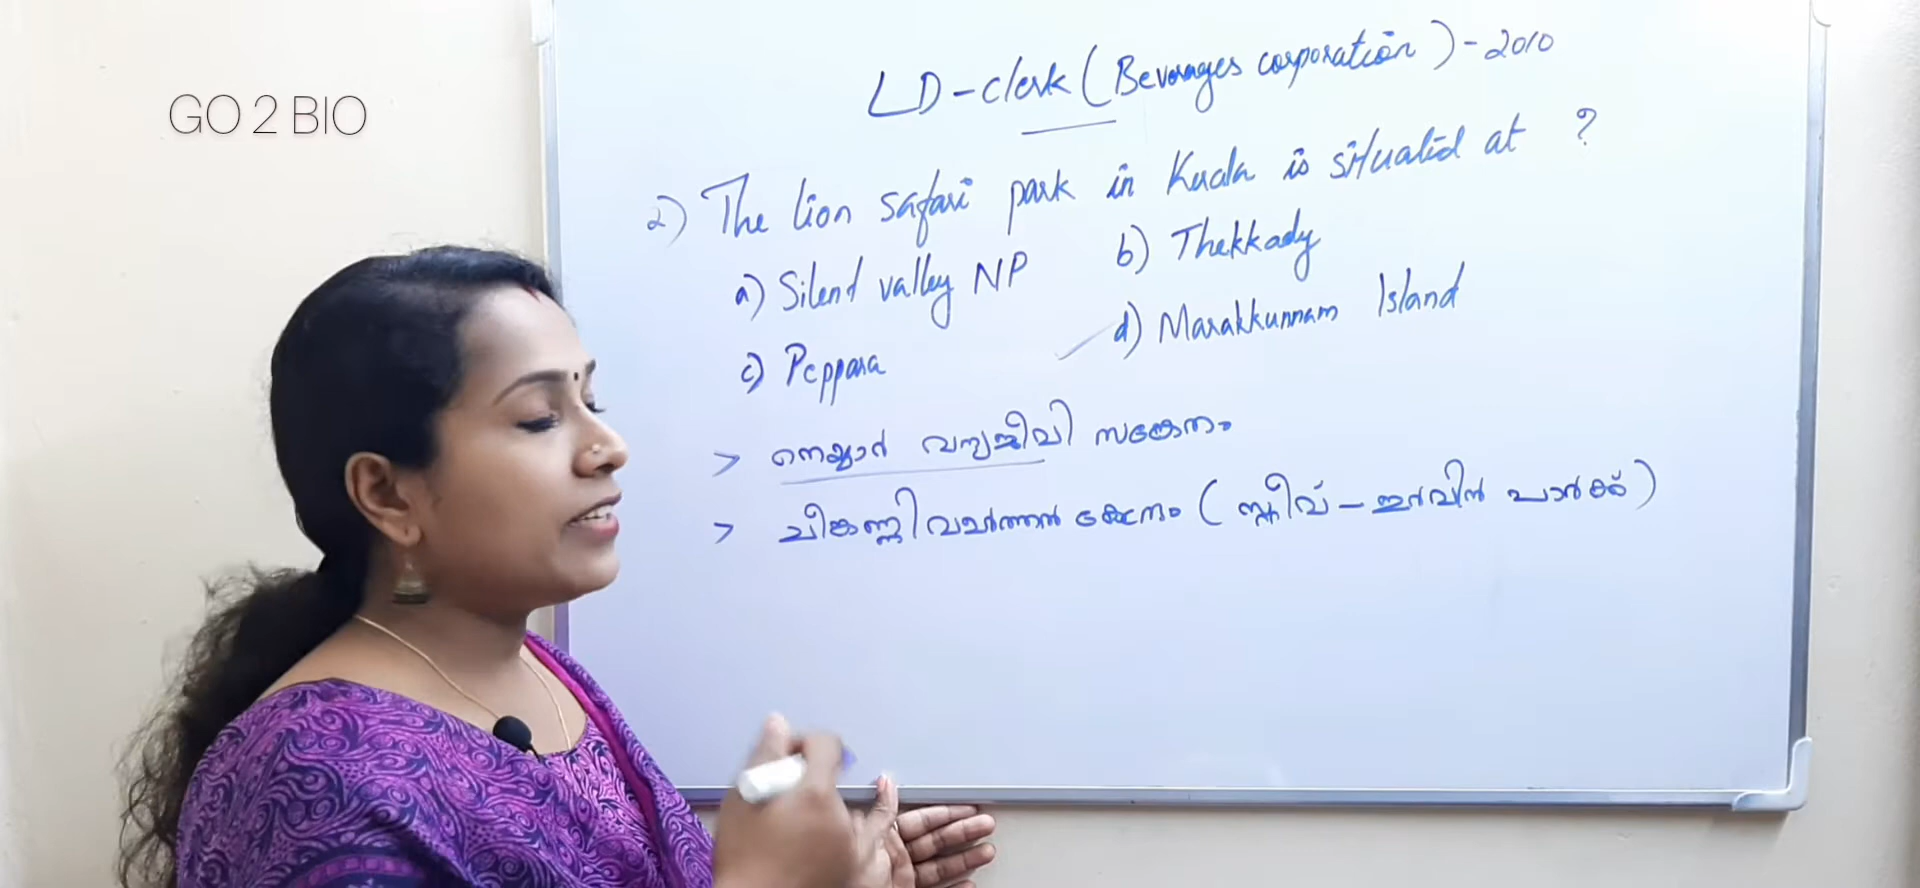 GO 2 BIO
LD-clerk (Beverages corporation) - 2010
2) The lion safari park in Kerala is situated at ?
a) Silent valley NP b) Thekkady
c) Peppara d) Marakkunnam Island
> നെയ്യാർ വന്യജീവി സങ്കേതം
> ചീങ്കണ്ണി വളർത്തൽ കേന്ദ്രം (സ്റ്റീവ് - ഇർവിൻ പാർക്ക്)